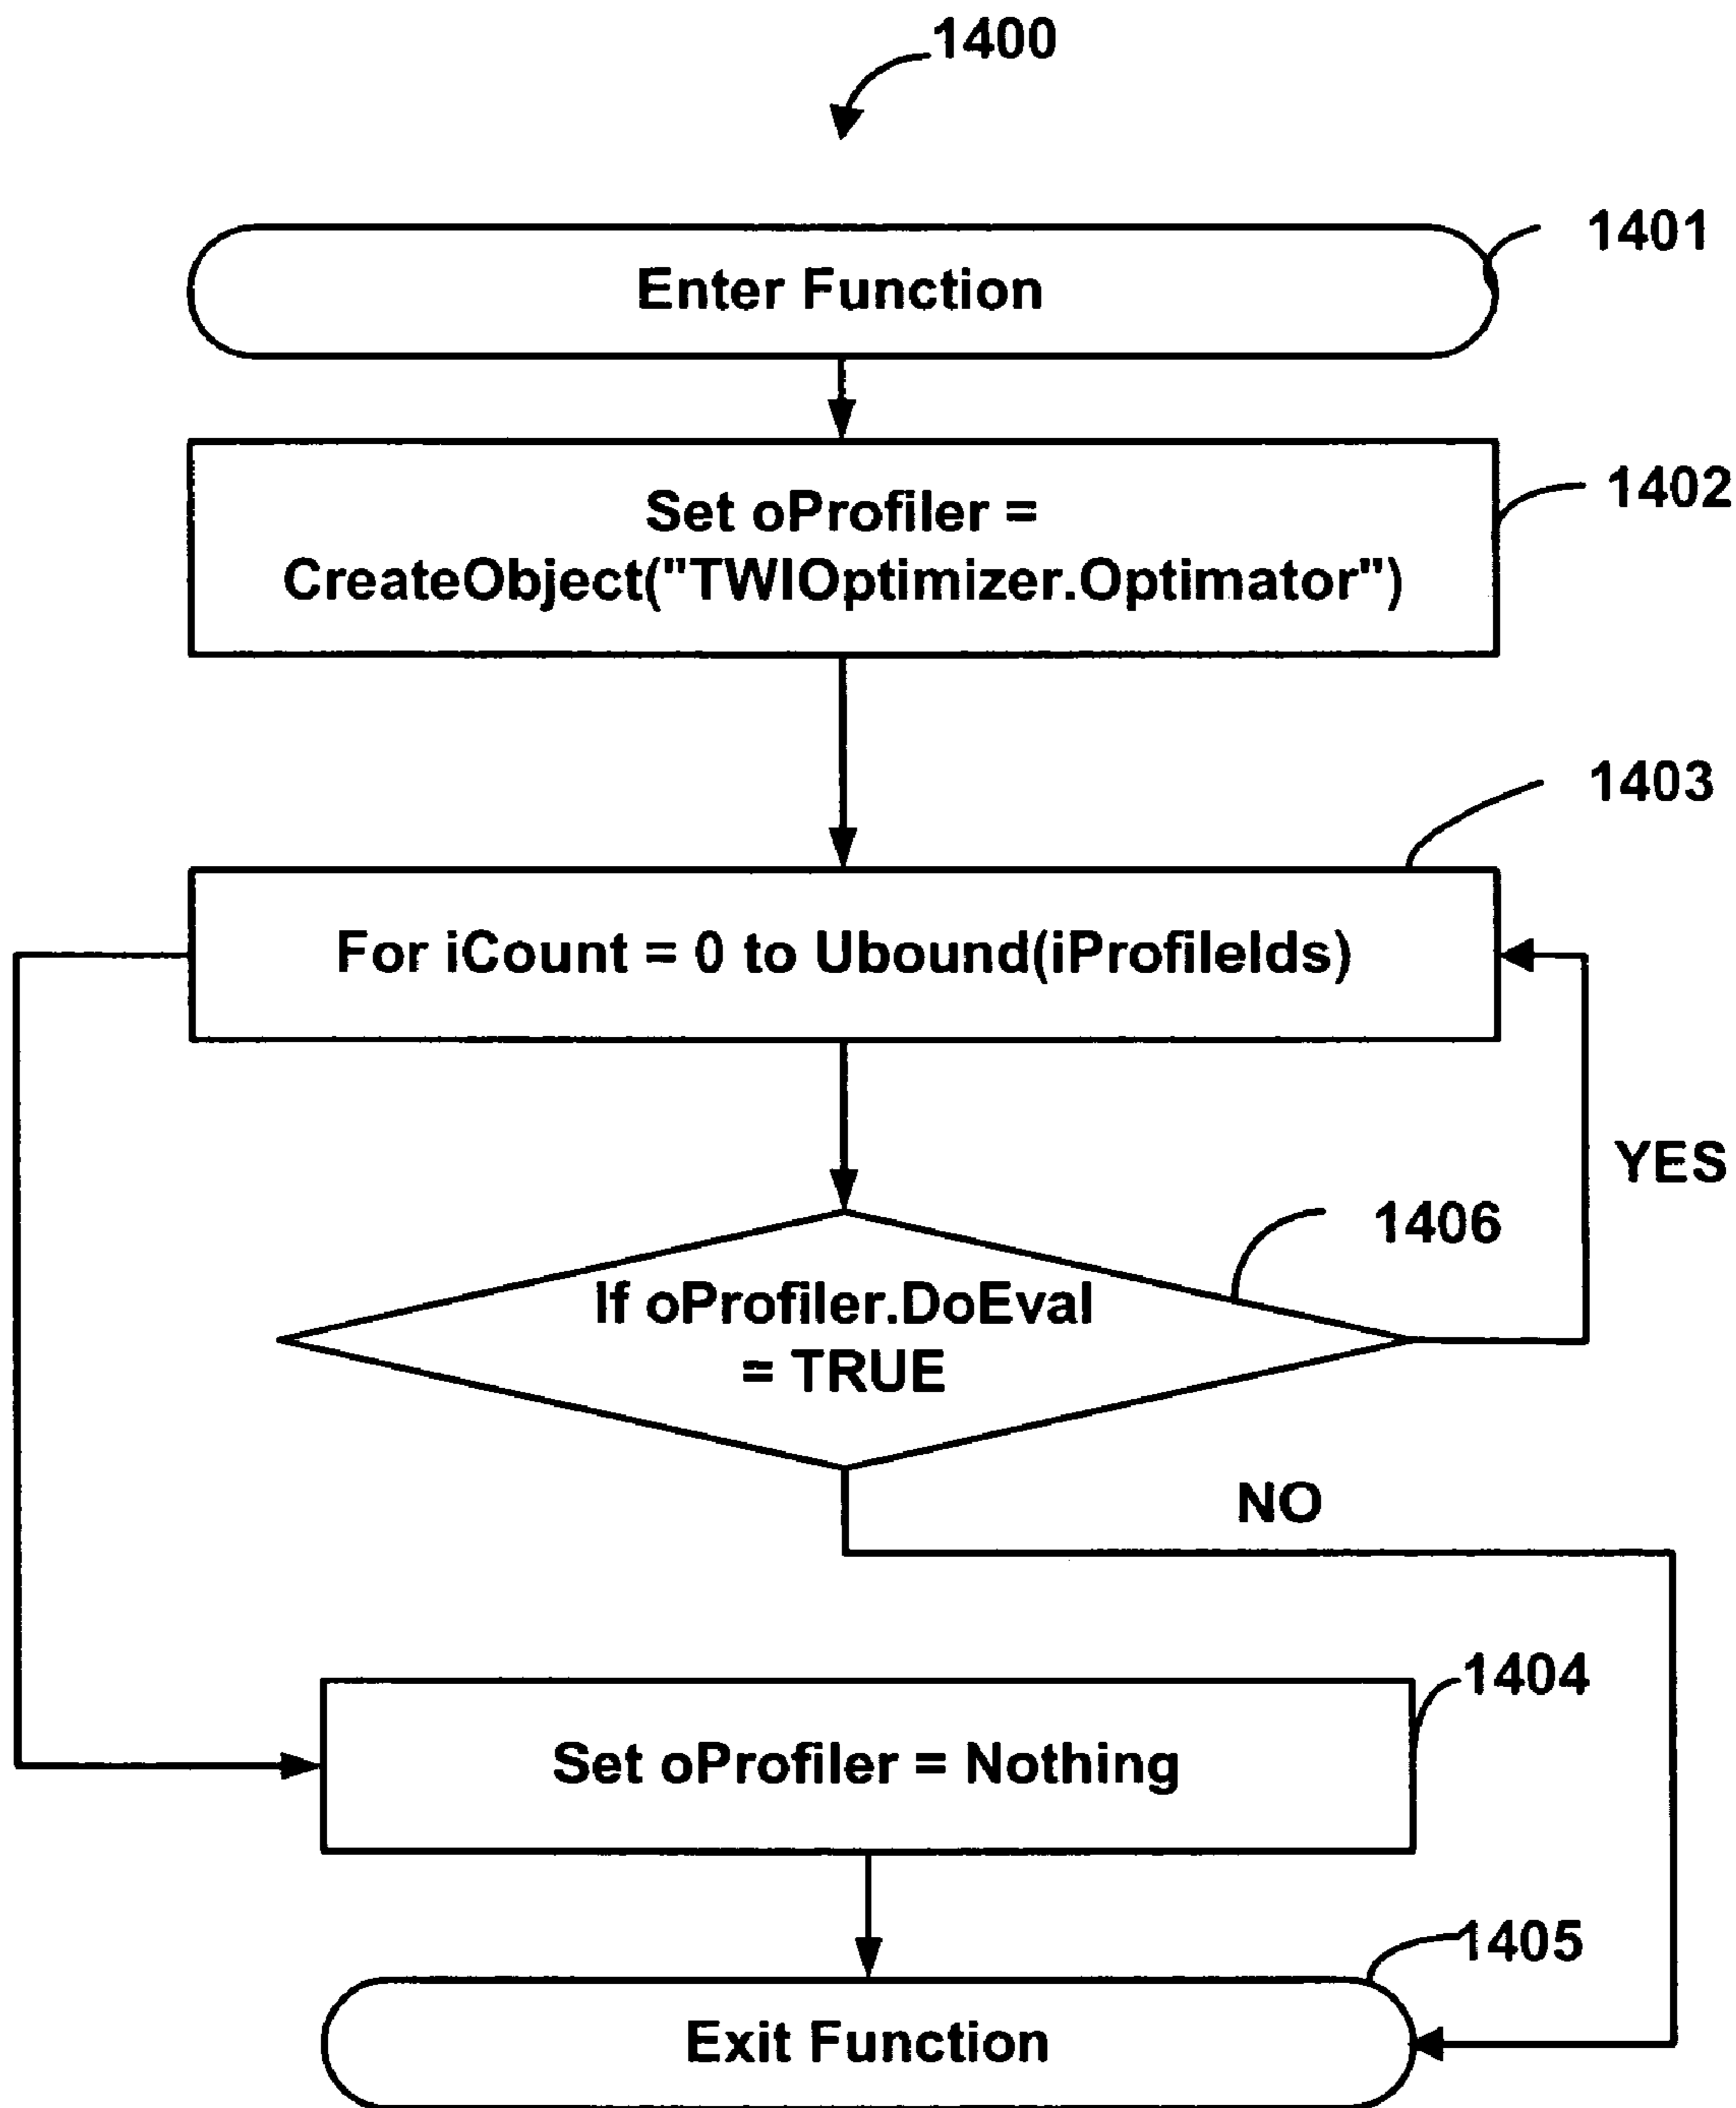 1400
1401
Enter Function
1402
Set oProfiler =
CreateObject("TWIOptimizer.Optimator")
1403
For iCount = 0 to Ubound(iProfileIds)
YES
1406
If oProfiler.DoEval
= TRUE
NO
1404
Set oProfiler = Nothing
1405
Exit Function